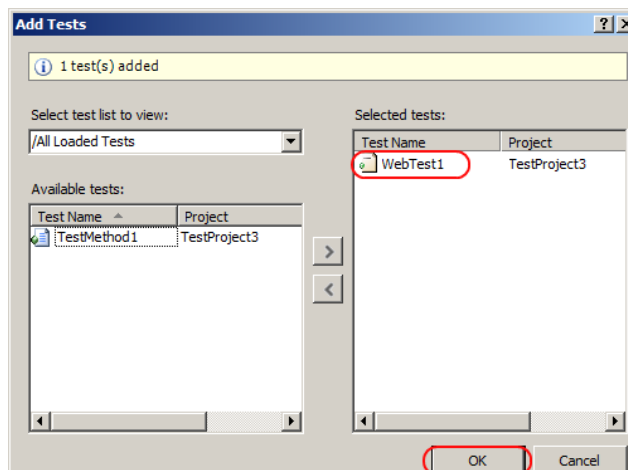 Add Tests
1 test(s) added
Select test list to view:
/All Loaded Tests
Available tests:
Test Name Project
TestMethod1 TestProject3
Selected tests:
Test Name Project
WebTest1 TestProject3
OK Cancel